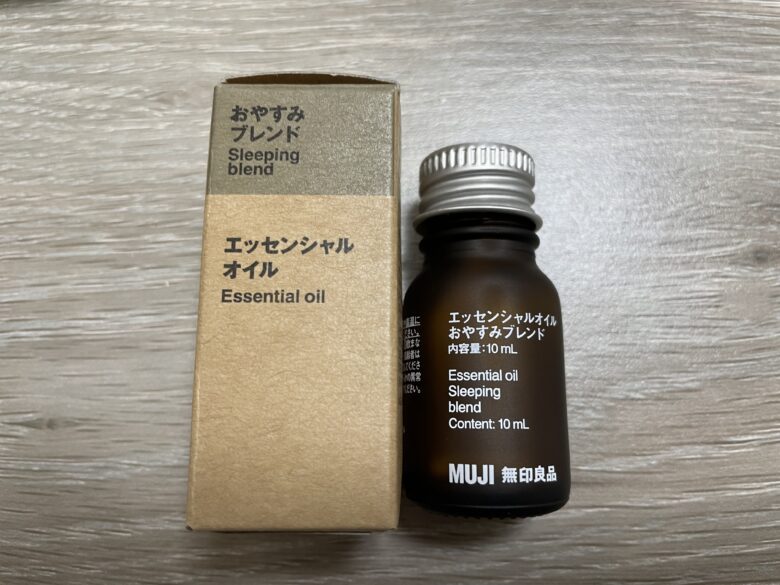 おやすみ
ブレンド
Sleeping
blend
エッセンシャル
オイル
Essential oil
エッセンシャルオイル
おやすみブレンド
内容量:10 mL
Essential oil
Sleeping
blend
Content: 10 mL
MUJI 無印良品